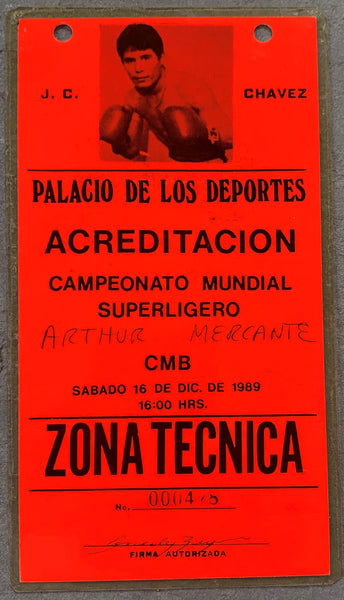 J. C. CHAVEZ
PALACIO DE LOS DEPORTES
ACREDITACION
CAMPEONATO MUNDIAL
SUPERLIGERO
ARTHUR MERCANTE
CMB
SABADO 16 DE DIC. DE 1989
16:00 HRS.
ZONA TECNICA
No. 000478
FIRMA AUTORIZADA